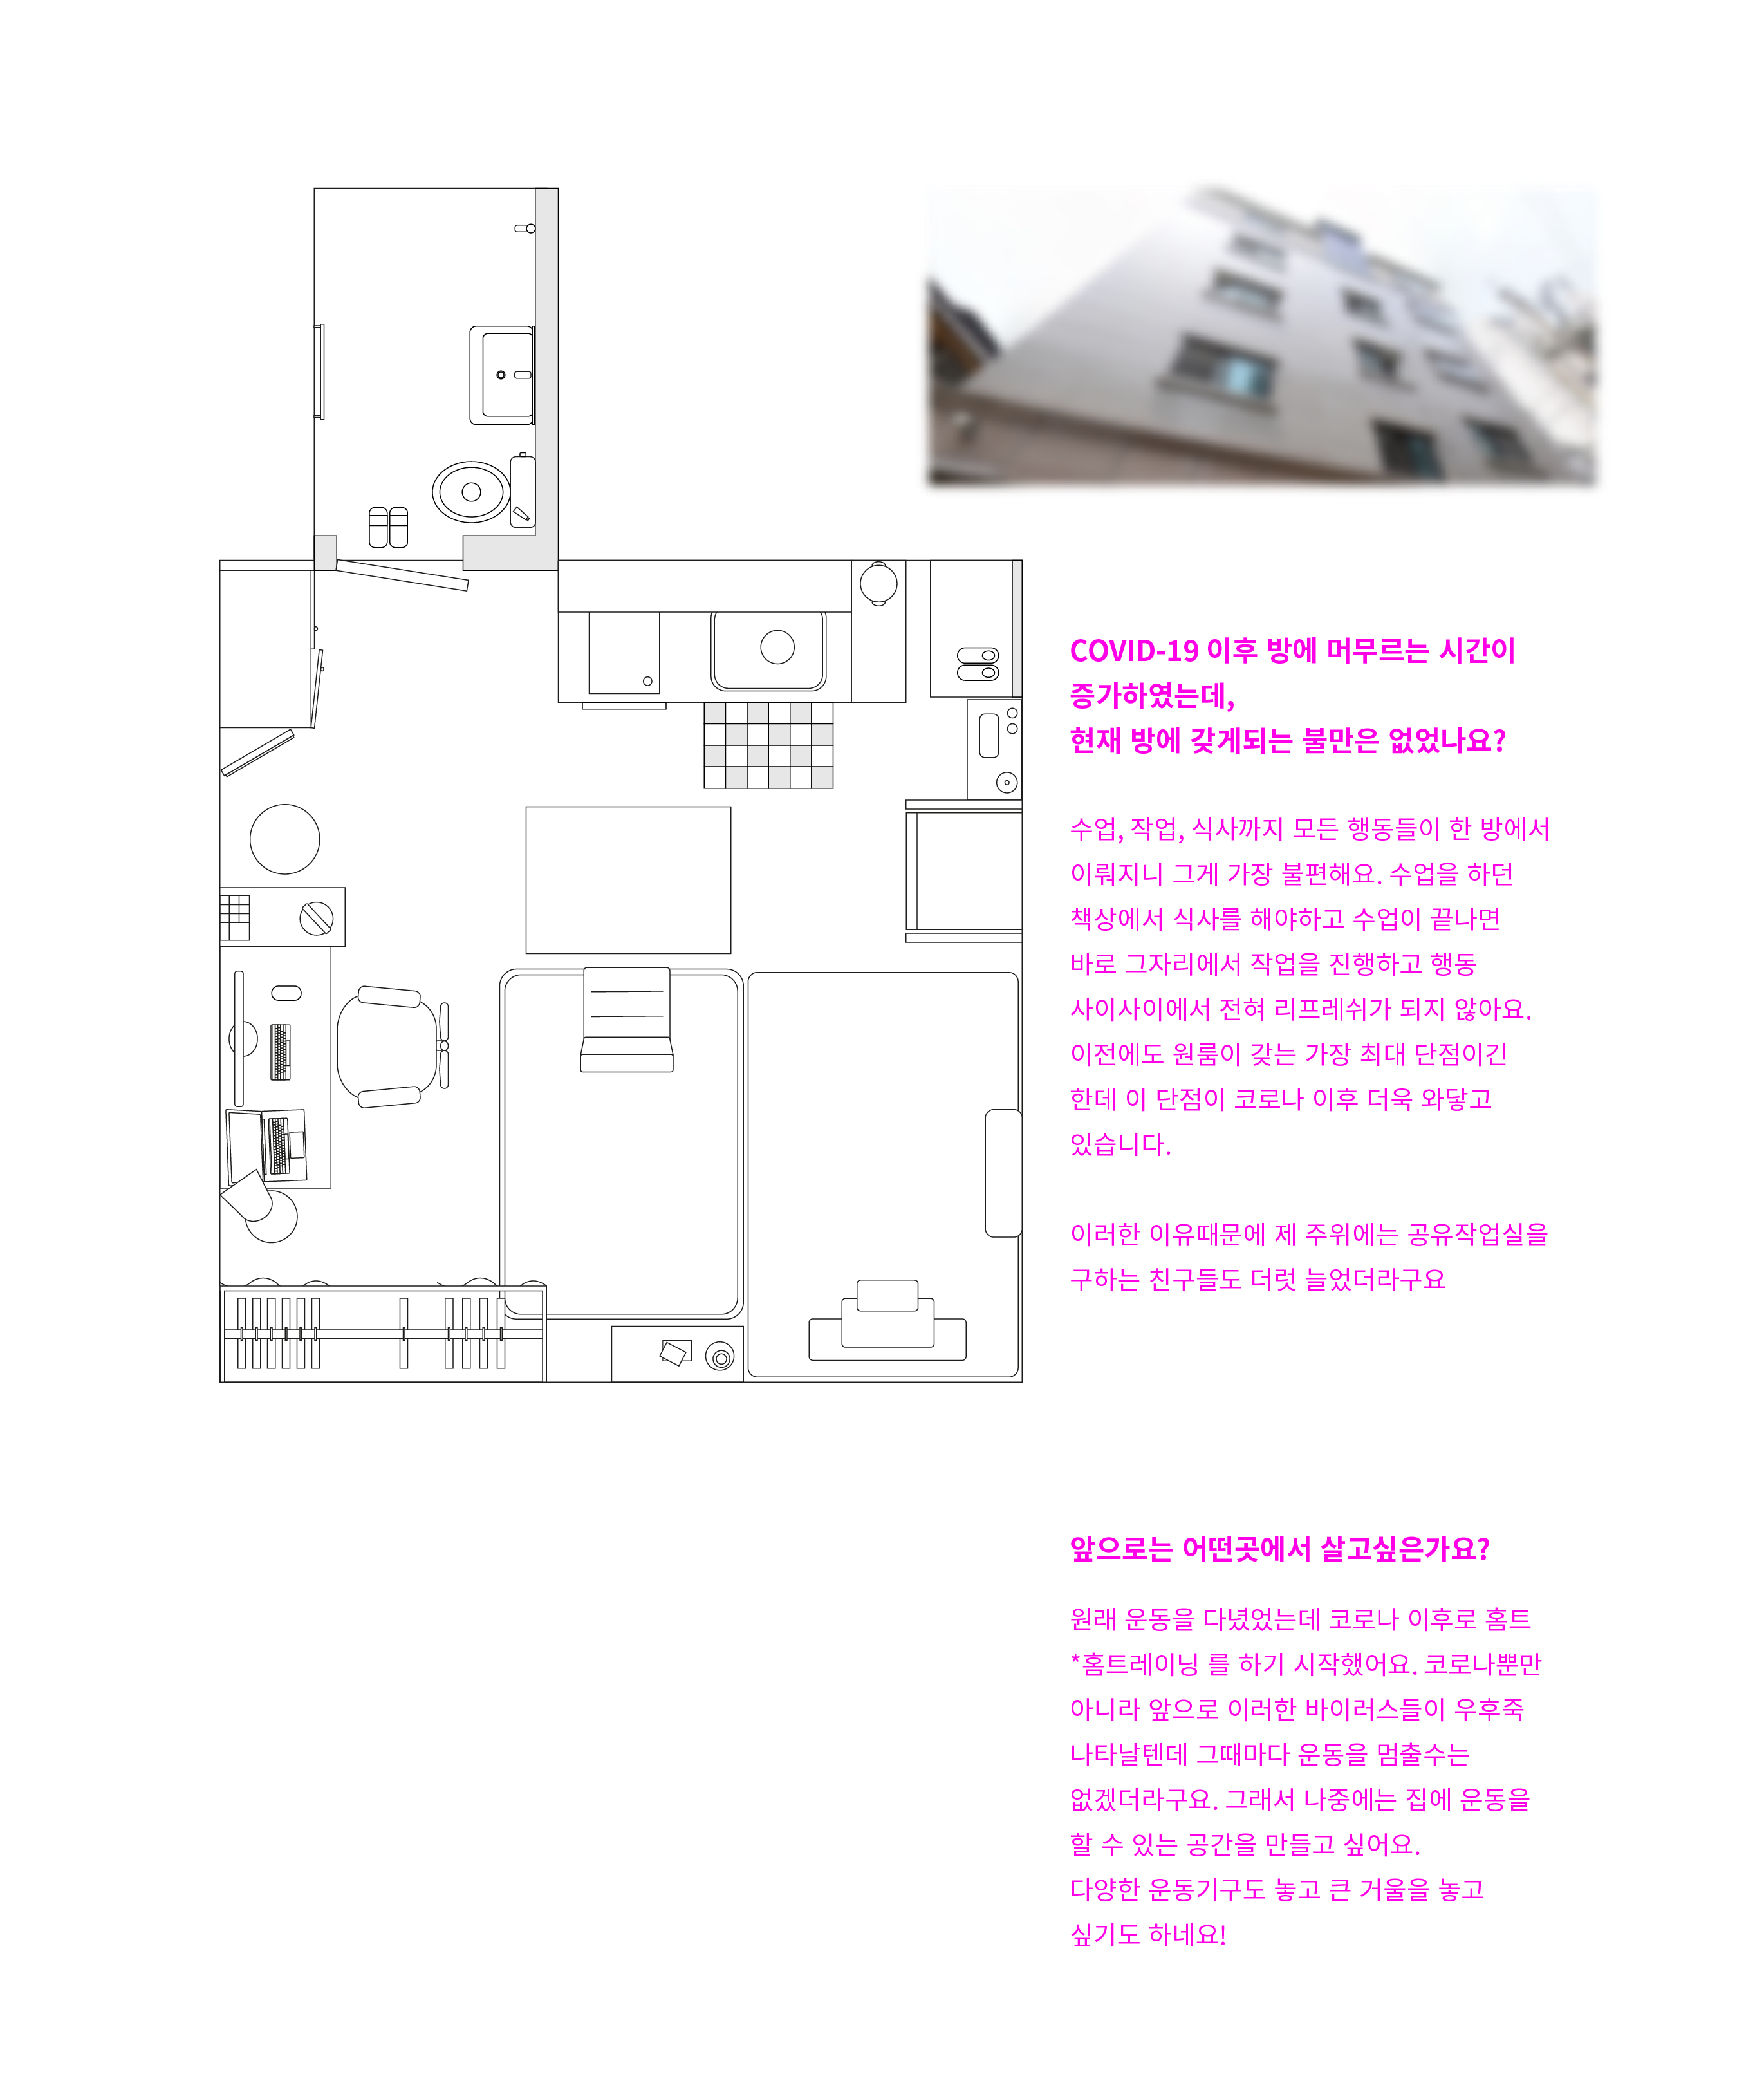 COVID-19 이후 방에 머무르는 시간이
증가하였는데,
현재 방에 갖게되는 불만은 없었나요?
수업, 작업, 식사까지 모든 행동들이 한 방에서
이뤄지니 그게 가장 불편해요. 수업을 하던
책상에서 식사를 해야하고 수업이 끝나면
바로 그자리에서 작업을 진행하고 행동
사이사이에서 전혀 리프레쉬가 되지 않아요.
이전에도 원룸이 갖는 가장 최대 단점이긴
한데 이 단점이 코로나 이후 더욱 와닿고
있습니다.
이러한 이유때문에 제 주위에는 공유작업실을
구하는 친구들도 더럿 늘었더라구요
앞으로는 어떤곳에서 살고싶은가요?
원래 운동을 다녔었는데 코로나 이후로 홈트
*홈트레이닝 를 하기 시작했어요. 코로나뿐만
아니라 앞으로 이러한 바이러스들이 우후죽
나타날텐데 그때마다 운동을 멈출수는
없겠더라구요. 그래서 나중에는 집에 운동을
할 수 있는 공간을 만들고 싶어요.
다양한 운동기구도 놓고 큰 거울을 놓고
싶기도 하네요!